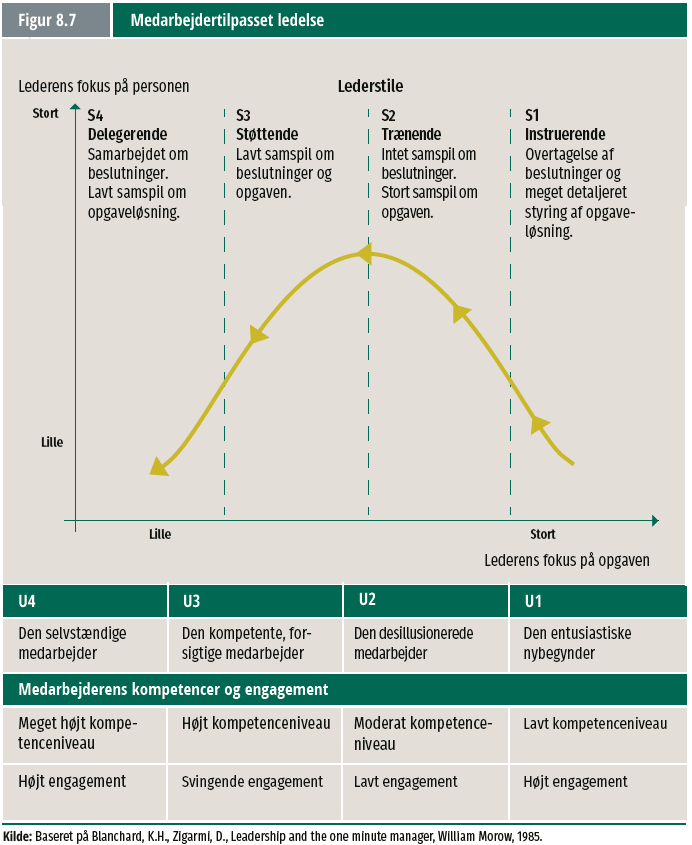 Figur 8.7
Medarbejdertilpasset ledelse
Lederens fokus på personen
Lederstile
Stort
S4
Delegerende
Samarbejdet om
beslutninger.
Lavt samspil om
opgaveløsning.
S3
Støttende
Lavt samspil om
beslutninger og
opgaven.
S2
Trænende
Intet samspil om
beslutninger.
Stort samspil om
opgaven.
S1
Instruerende
Overtagelse af
beslutninger og
meget detaljeret
styring af opgave-
løsning.
Lille
Lille
Stort
Lederens fokus på opgaven
U4
U3
U2
U1
Den selvstændige
medarbejder
Den kompetente, for-
sigtige medarbejder
Den desillusionerede
medarbejder
Den entusiastiske
nybegynder
Medarbejderens kompetencer og engagement
Meget højt kompe-
tenceniveau
Højt kompetenceniveau
Moderat kompetence-
niveau
Lavt kompetenceniveau
Højt engagement
Svingende engagement
Lavt engagement
Højt engagement
Kilde: Baseret på Blanchard, K.H., Zigarmi, D., Leadership and the one minute manager, William Morow, 1985.